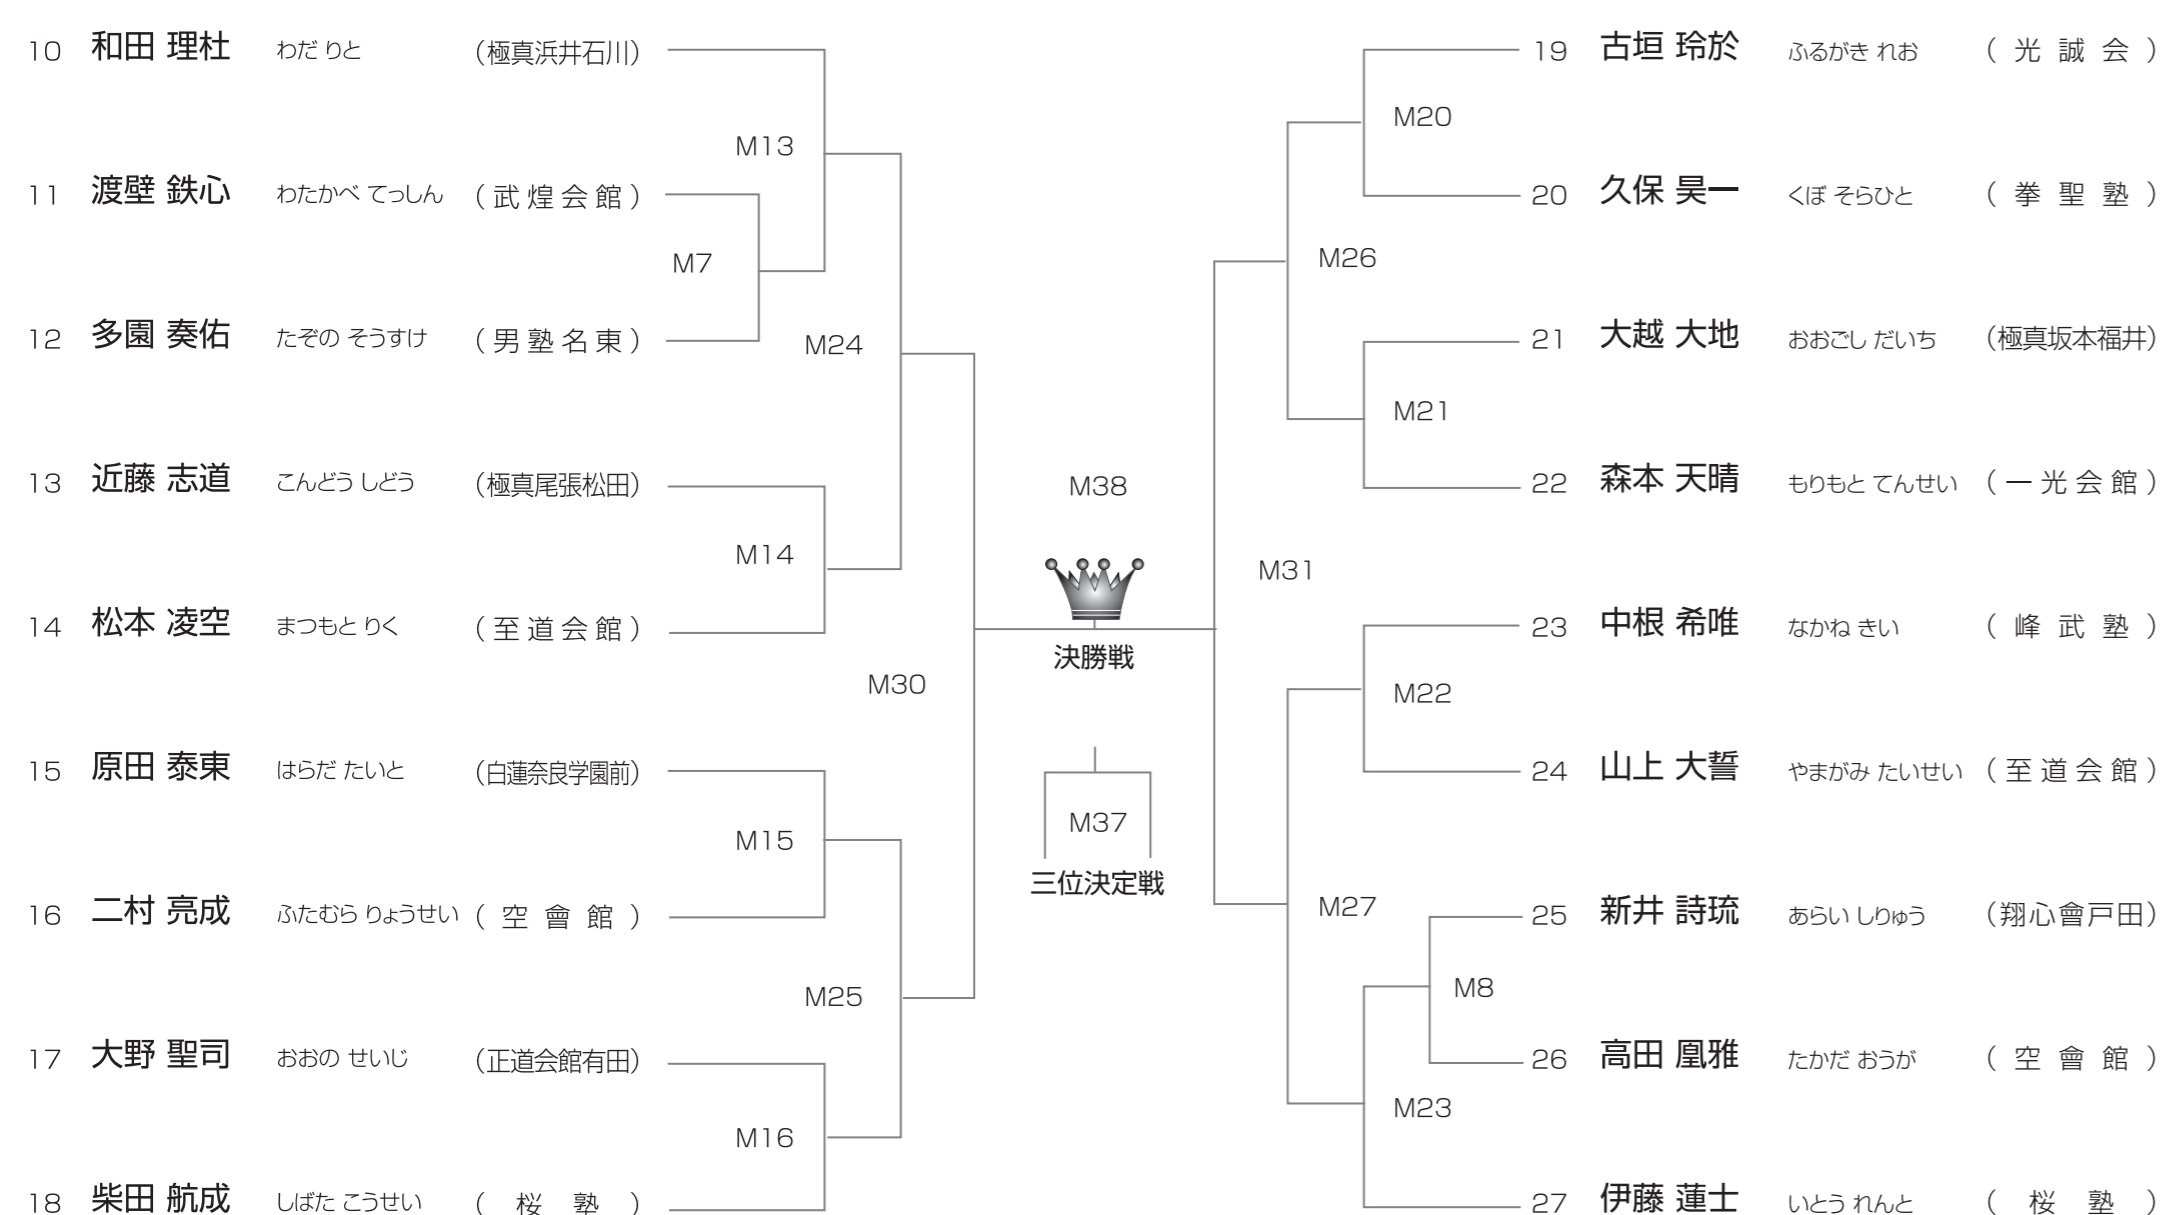 10 和田 理杜 わだ りと （極真浜井石川）
M13
11 渡壁 鉄心 わたかべ てっしん （武煌会館）
M7
12 多園 奏佑 たぞの そうすけ （男塾名東）
M24
13 近藤 志道 こんどう しどう （極真尾張松田）
M14
14 松本 凌空 まつもと りく （至道会館）
M30
15 原田 泰東 はらだ たいと （白蓮奈良学園前）
M15
16 二村 亮成 ふたむら りょうせい （空會館）
M25
17 大野 聖司 おおの せいじ （正道会館有田）
M16
18 柴田 航成 しばた こうせい （桜塾）
M38
決勝戦
M37
三位決定戦
19 古垣 玲於 ふるがき れお （光誠会）
M20
20 久保 昊一 くぼ そらひと （拳聖塾）
M26
21 大越 大地 おおごし だいち （極真坂本福井）
M21
22 森本 天晴 もりもと てんせい （一光会館）
M31
23 中根 希唯 なかね きい （峰武塾）
M22
24 山上 大誓 やまがみ たいせい （至道会館）
M27
25 新井 詩琉 あらい しりゅう （翔心會戸田）
M8
26 高田 凰雅 たかだ おうが （空會館）
M23
27 伊藤 蓮士 いとう れんと （桜塾）